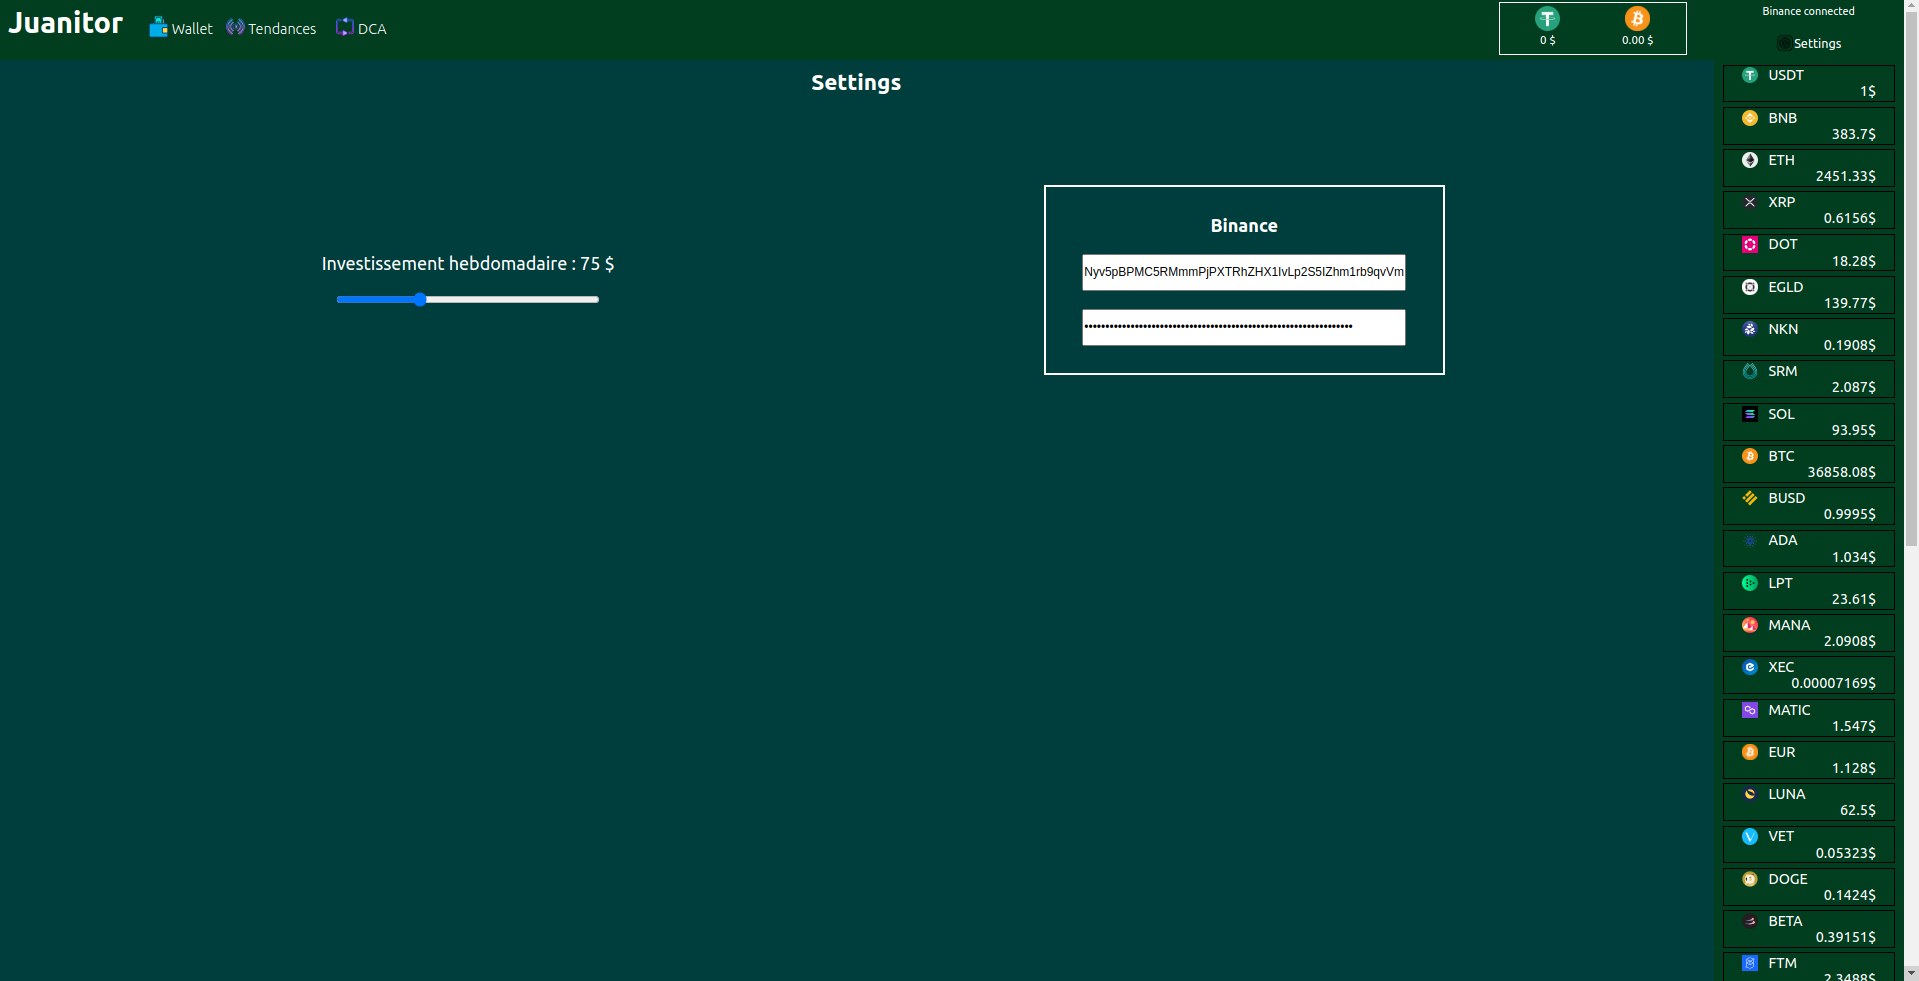 Juanitor
Wallet
Tendances
DCA
0 $
0.00 $
Binance connected
Settings
Settings
Investissement hebdomadaire : 75 $
Binance
USDT
1$
BNB
383.7$
ETH
2451.33$
XRP
0.6156$
DOT
18.28$
EGLD
139.77$
NKN
0.1908$
SRM
2.087$
SOL
93.95$
BTC
36858.08$
BUSD
0.9995$
ADA
1.034$
LPT
23.61$
MANA
2.0908$
XEC
0.00007169$
MATIC
1.547$
EUR
1.128$
LUNA
62.5$
VET
0.05323$
DOGE
0.1424$
BETA
0.39151$
FTM
2.3488$